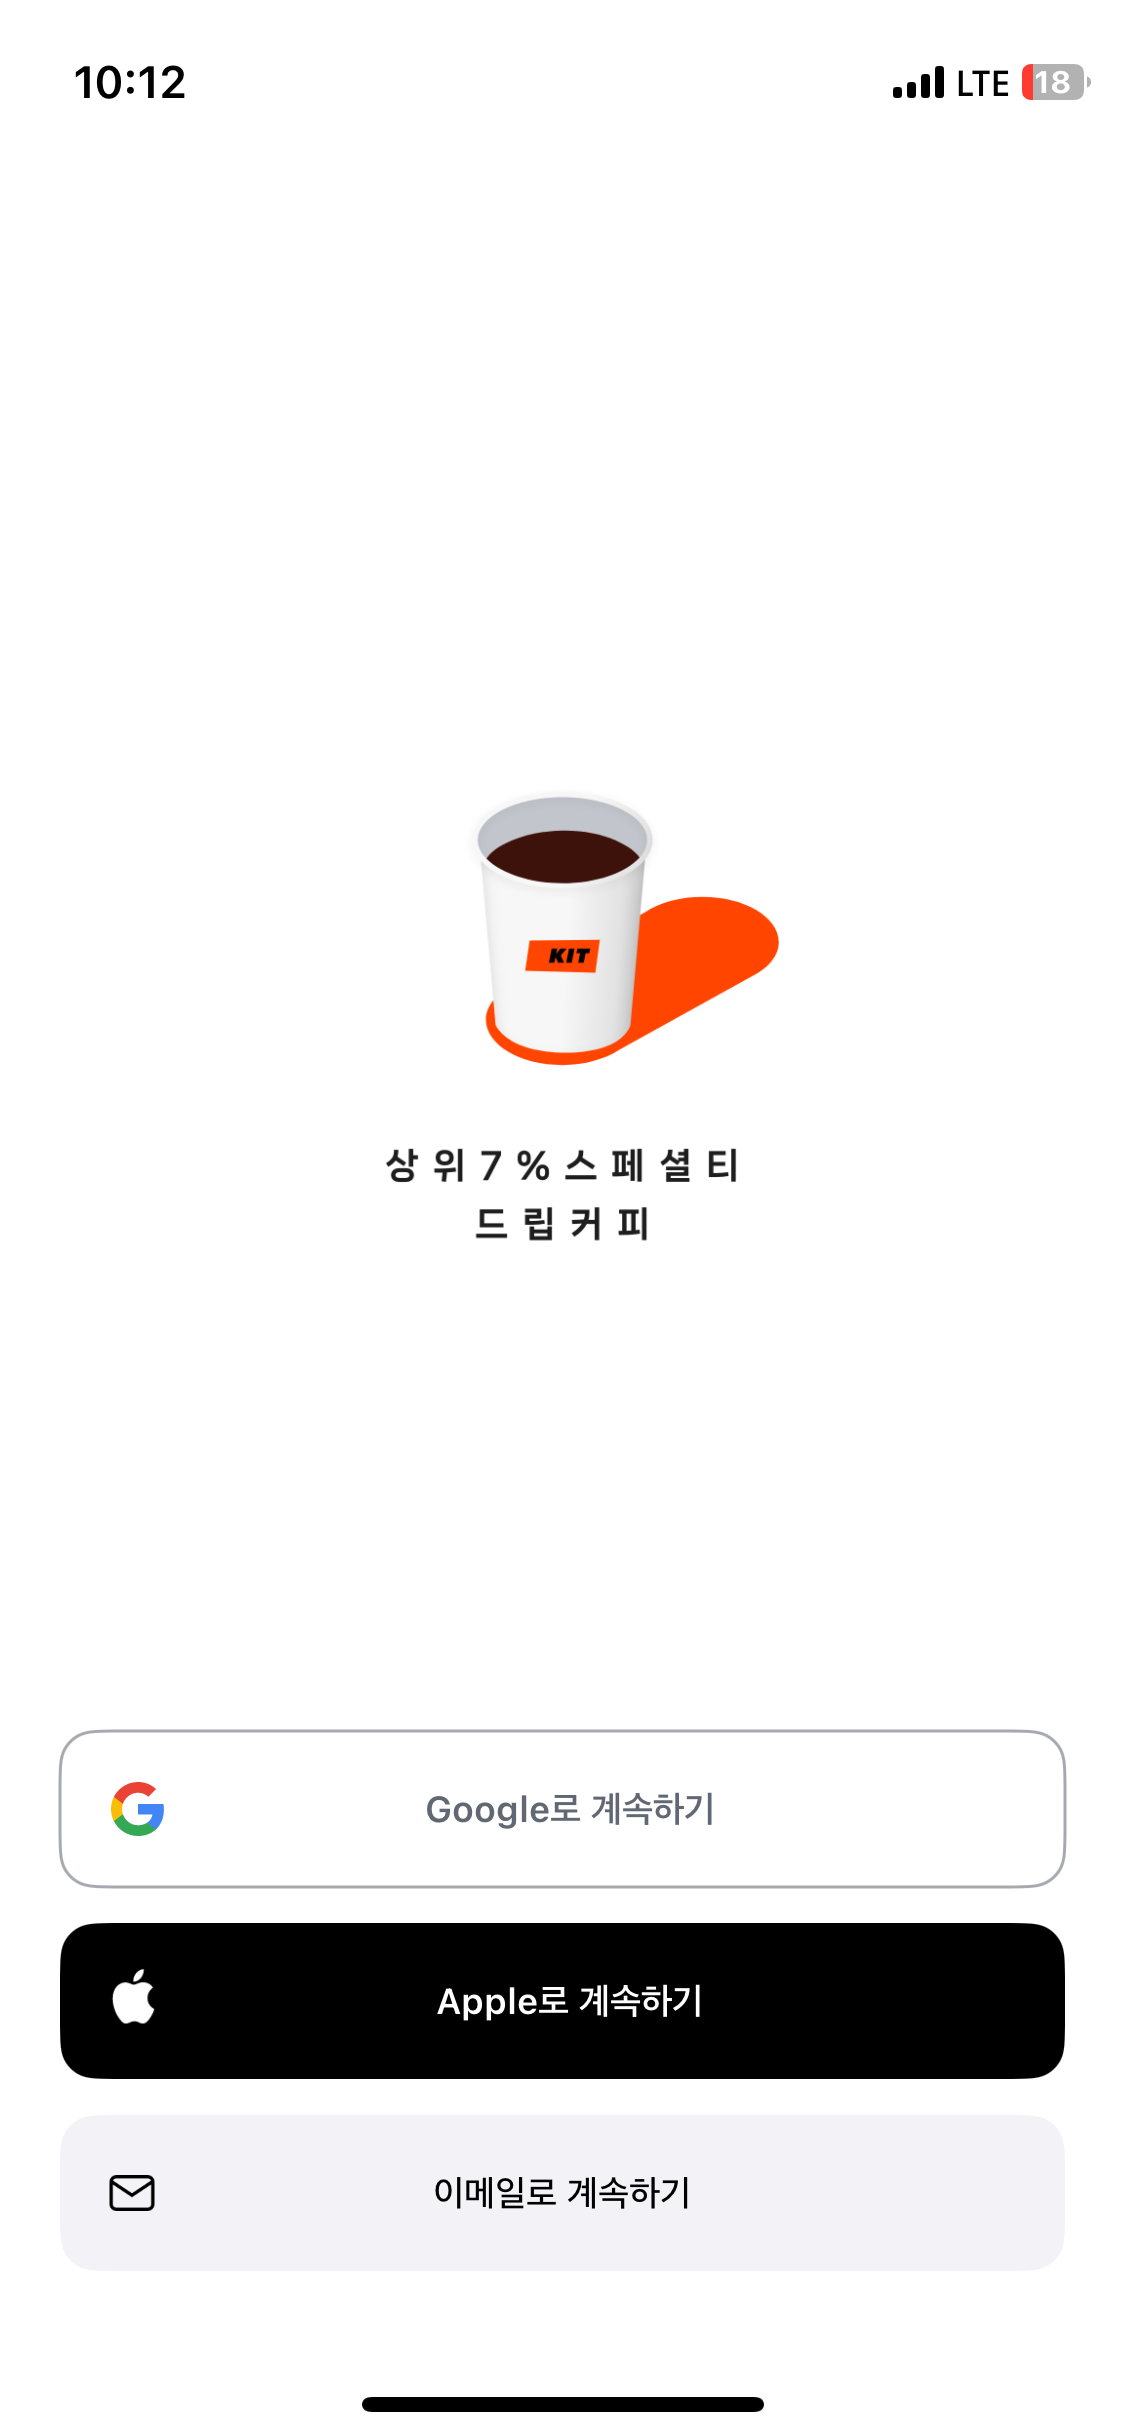 10:12
LTE 18
KIT
상위7%스페셜티
드립커피
Google로 계속하기
Apple로 계속하기
이메일로 계속하기